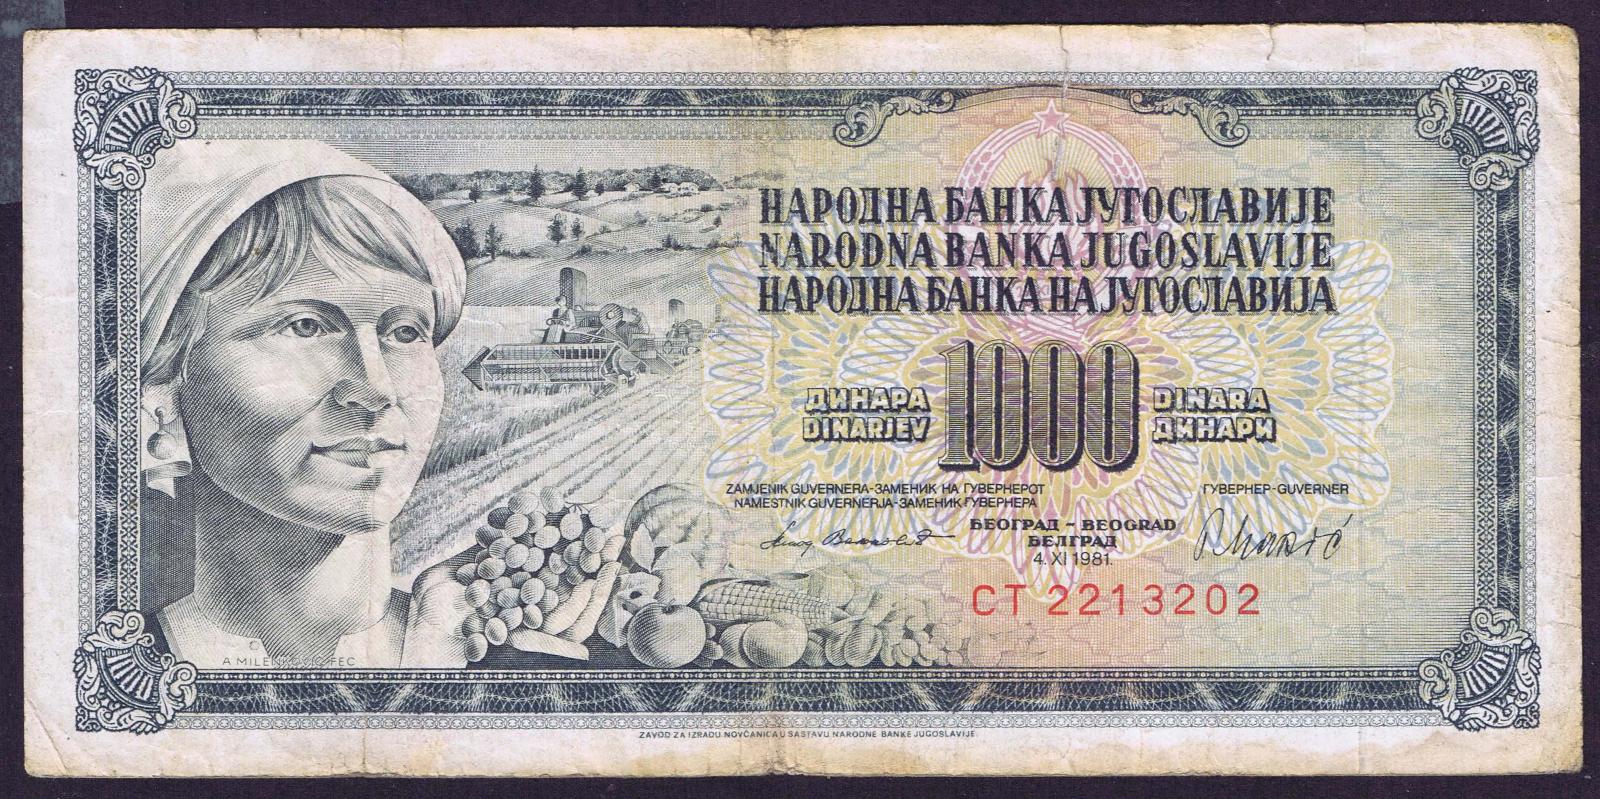 НАРОДНА БАНКА ЈУГОСЛАВИЈЕ
NARODNA BANKA JUGOSLAVIJE
НАРОДНА БАНКА НА ЈУГОСЛАВИЈА
1000
ДИНАРА DINARA
DINARJEV ДИНАРИ
ZAMJENIK GUVERNERA-ЗАМЕНИК НА ГУВЕРНЕРОТ
NAMESTNIK GUVERNERJA-ЗАМЕНИК ГУВЕРНЕРА
ГУВЕРНЕР-GUVERNER
БЕОГРАД - BEOGRAD
БЕЛГРАД
4. XI 1981.
CT 2213202
A MILENKOVIĆ FEC
ZAVOD ZA IZRADU NOVČANICA U SASTAVU NARODNE BANKE JUGOSLAVIJE